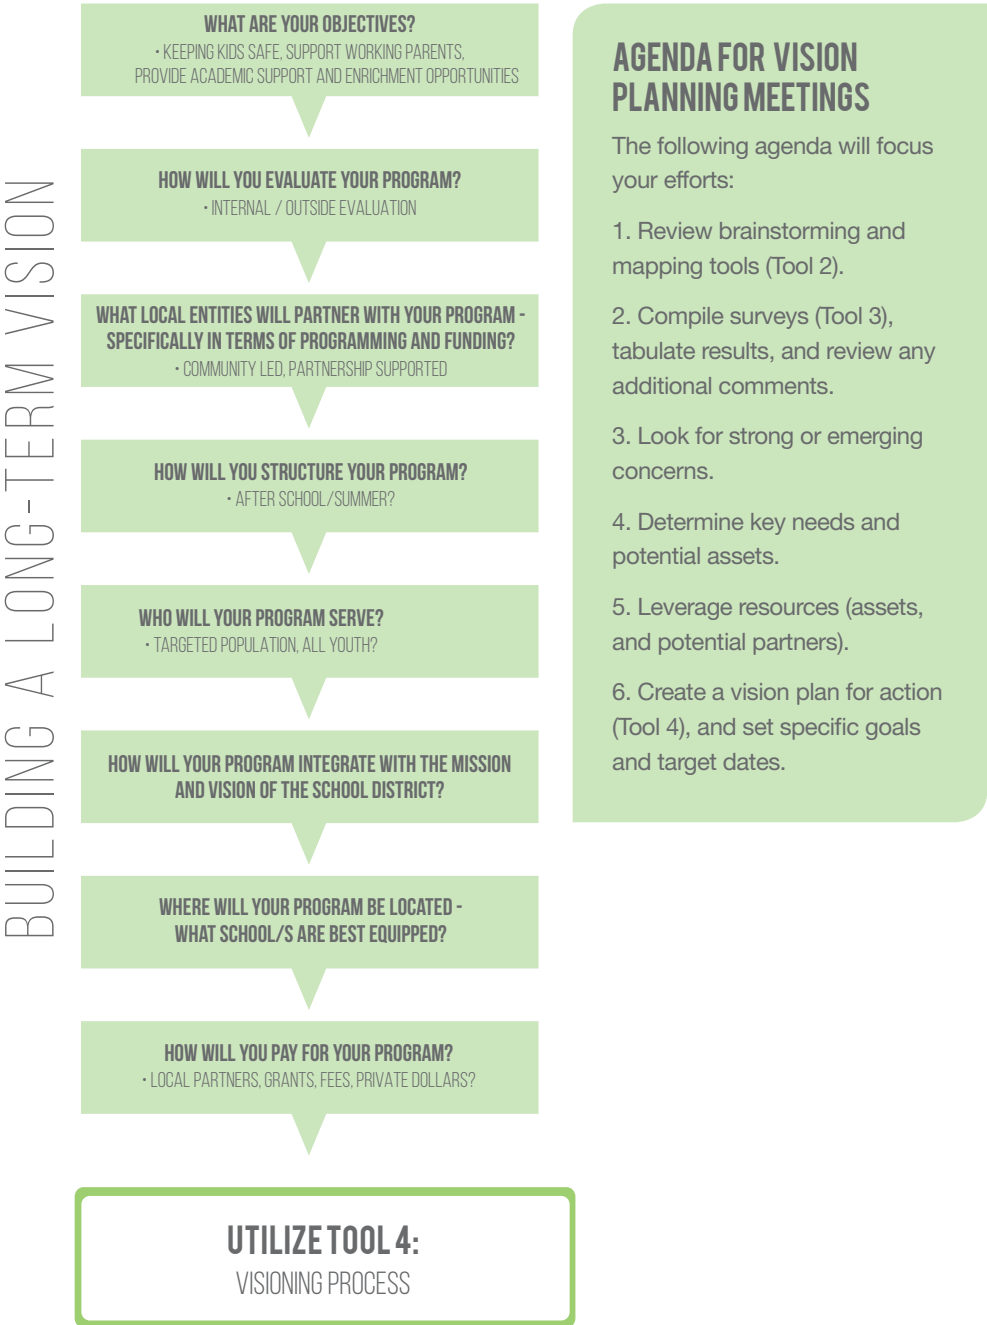 BUILDING A LONG-TERM VISION
WHAT ARE YOUR OBJECTIVES?
• KEEPING KIDS SAFE, SUPPORT WORKING PARENTS,
PROVIDE ACADEMIC SUPPORT AND ENRICHMENT OPPORTUNITIES
HOW WILL YOU EVALUATE YOUR PROGRAM?
• INTERNAL / OUTSIDE EVALUATION
WHAT LOCAL ENTITIES WILL PARTNER WITH YOUR PROGRAM -
SPECIFICALLY IN TERMS OF PROGRAMMING AND FUNDING?
• COMMUNITY LED, PARTNERSHIP SUPPORTED
HOW WILL YOU STRUCTURE YOUR PROGRAM?
• AFTER SCHOOL/SUMMER?
WHO WILL YOUR PROGRAM SERVE?
• TARGETED POPULATION, ALL YOUTH?
HOW WILL YOUR PROGRAM INTEGRATE WITH THE MISSION
AND VISION OF THE SCHOOL DISTRICT?
WHERE WILL YOUR PROGRAM BE LOCATED -
WHAT SCHOOL/S ARE BEST EQUIPPED?
HOW WILL YOU PAY FOR YOUR PROGRAM?
• LOCAL PARTNERS, GRANTS, FEES, PRIVATE DOLLARS?
UTILIZE TOOL 4:
VISIONING PROCESS
AGENDA FOR VISION
PLANNING MEETINGS
The following agenda will focus
your efforts:
1. Review brainstorming and
mapping tools (Tool 2).
2. Compile surveys (Tool 3),
tabulate results, and review any
additional comments.
3. Look for strong or emerging
concerns.
4. Determine key needs and
potential assets.
5. Leverage resources (assets,
and potential partners).
6. Create a vision plan for action
(Tool 4), and set specific goals
and target dates.